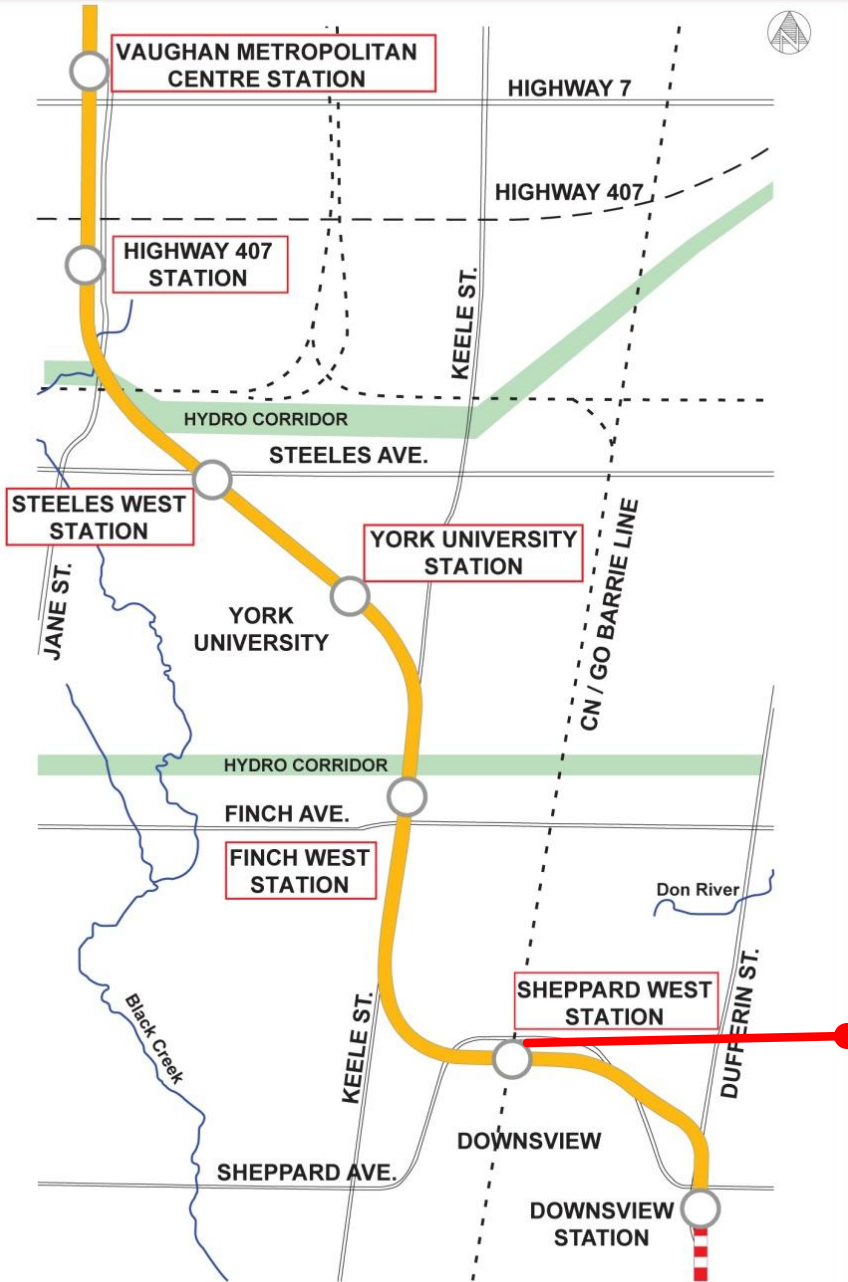 VAUGHAN METROPOLITAN
CENTRE STATION
N
HIGHWAY 7
HIGHWAY 407
HIGHWAY 407
STATION
KEELE ST.
HYDRO CORRIDOR
STEELES AVE.
STEELES WEST
STATION
YORK UNIVERSITY
STATION
JANE ST.
YORK
UNIVERSITY
CN / GO BARRIE LINE
HYDRO CORRIDOR
FINCH AVE.
FINCH WEST
STATION
Don River
SHEPPARD WEST
STATION
DUFFERIN ST.
Black Creek
KEELE ST.
DOWNSVIEW
SHEPPARD AVE.
DOWNSVIEW
STATION